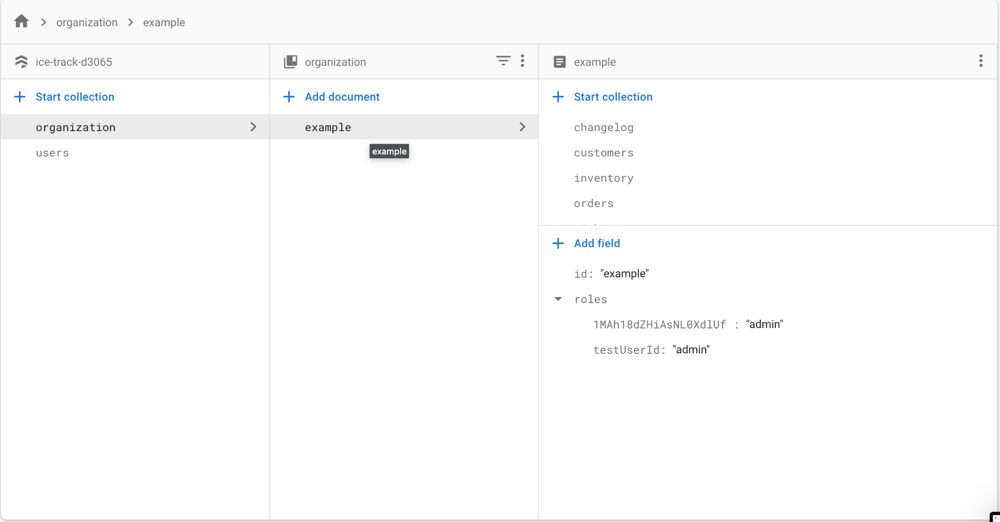 organization > example
ice-track-d3065
Start collection
organization
users
organization
Add document
example
example
example
Start collection
changelog
customers
inventory
orders
Add field
id: "example"
roles
1MAh18dZHiAsNL0XdlUf : "admin"
testUserId: "admin"